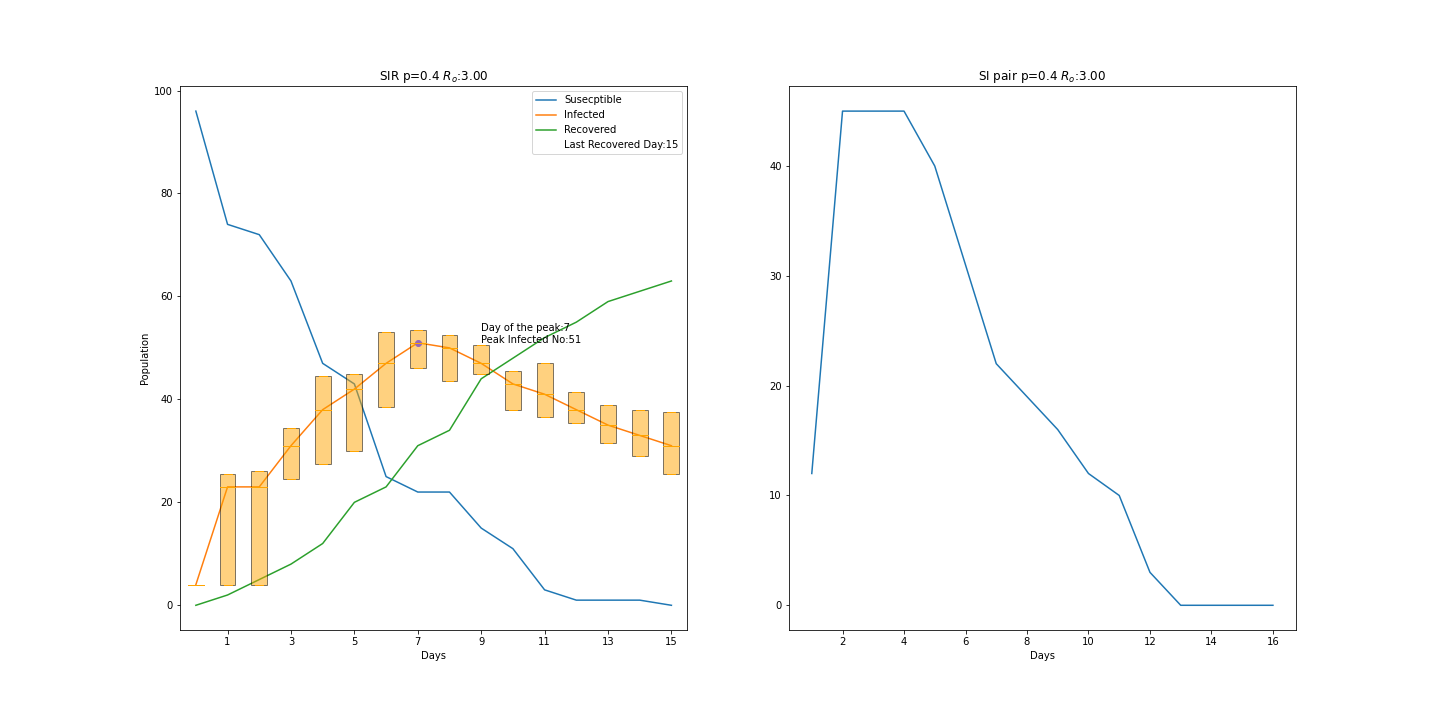 SIR p=0.4 Rₒ:3.00
100
80
60
40
20
0
Population
Susecptible
Infected
Recovered
Last Recovered Day:15
Day of the peak:7
Peak Infected No:51
1 3 5 7 9 11 13 15
Days
SI pair p=0.4 Rₒ:3.00
40
30
20
10
0
2 4 6 8 10 12 14 16
Days